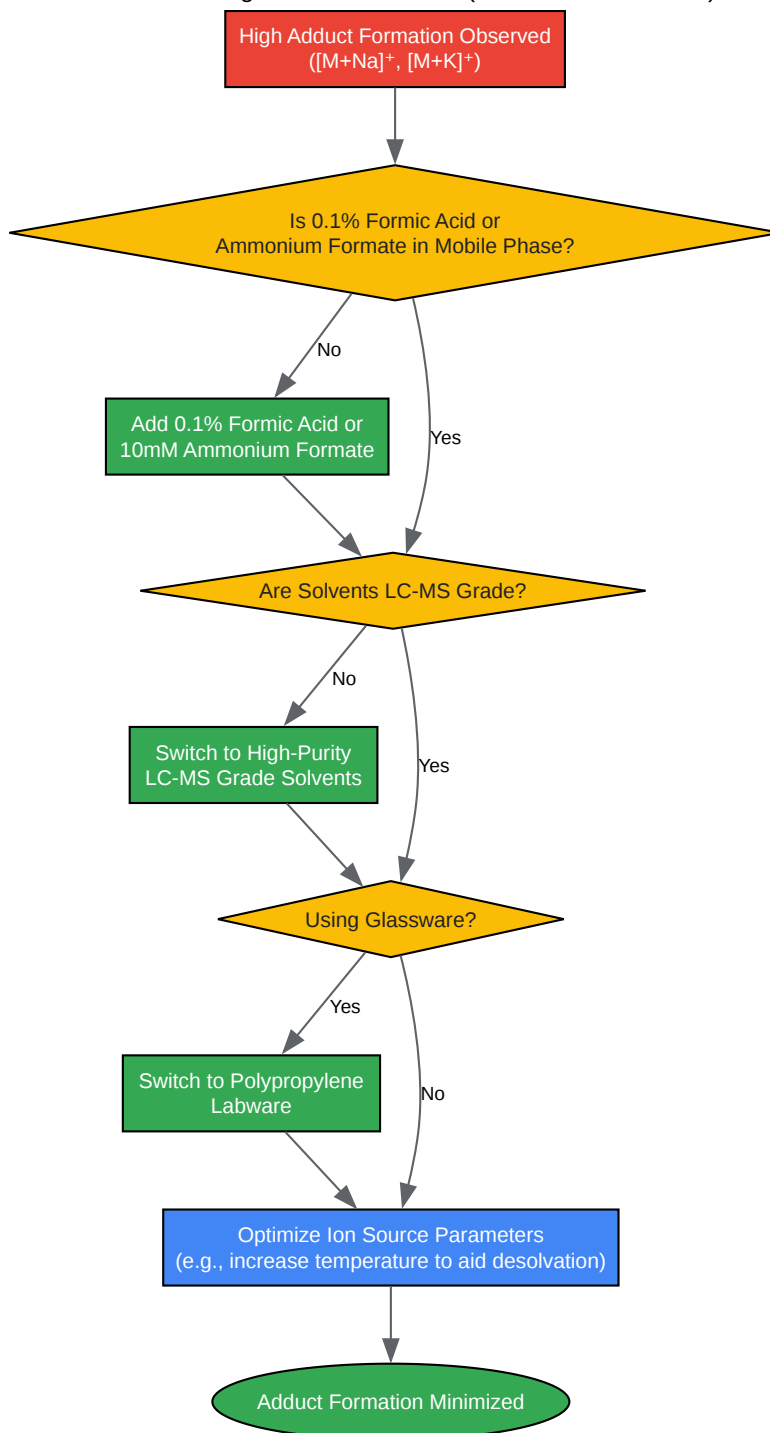 High Adduct Formation Observed
([M+Na]⁺, [M+K]⁺)
Is 0.1% Formic Acid or
Ammonium Formate in Mobile Phase?
No
Add 0.1% Formic Acid or
10mM Ammonium Formate
Yes
Are Solvents LC-MS Grade?
No
Switch to High-Purity
LC-MS Grade Solvents
Yes
Using Glassware?
Yes
Switch to Polypropylene
Labware
No
Optimize Ion Source Parameters
(e.g., increase temperature to aid desolvation)
Adduct Formation Minimized